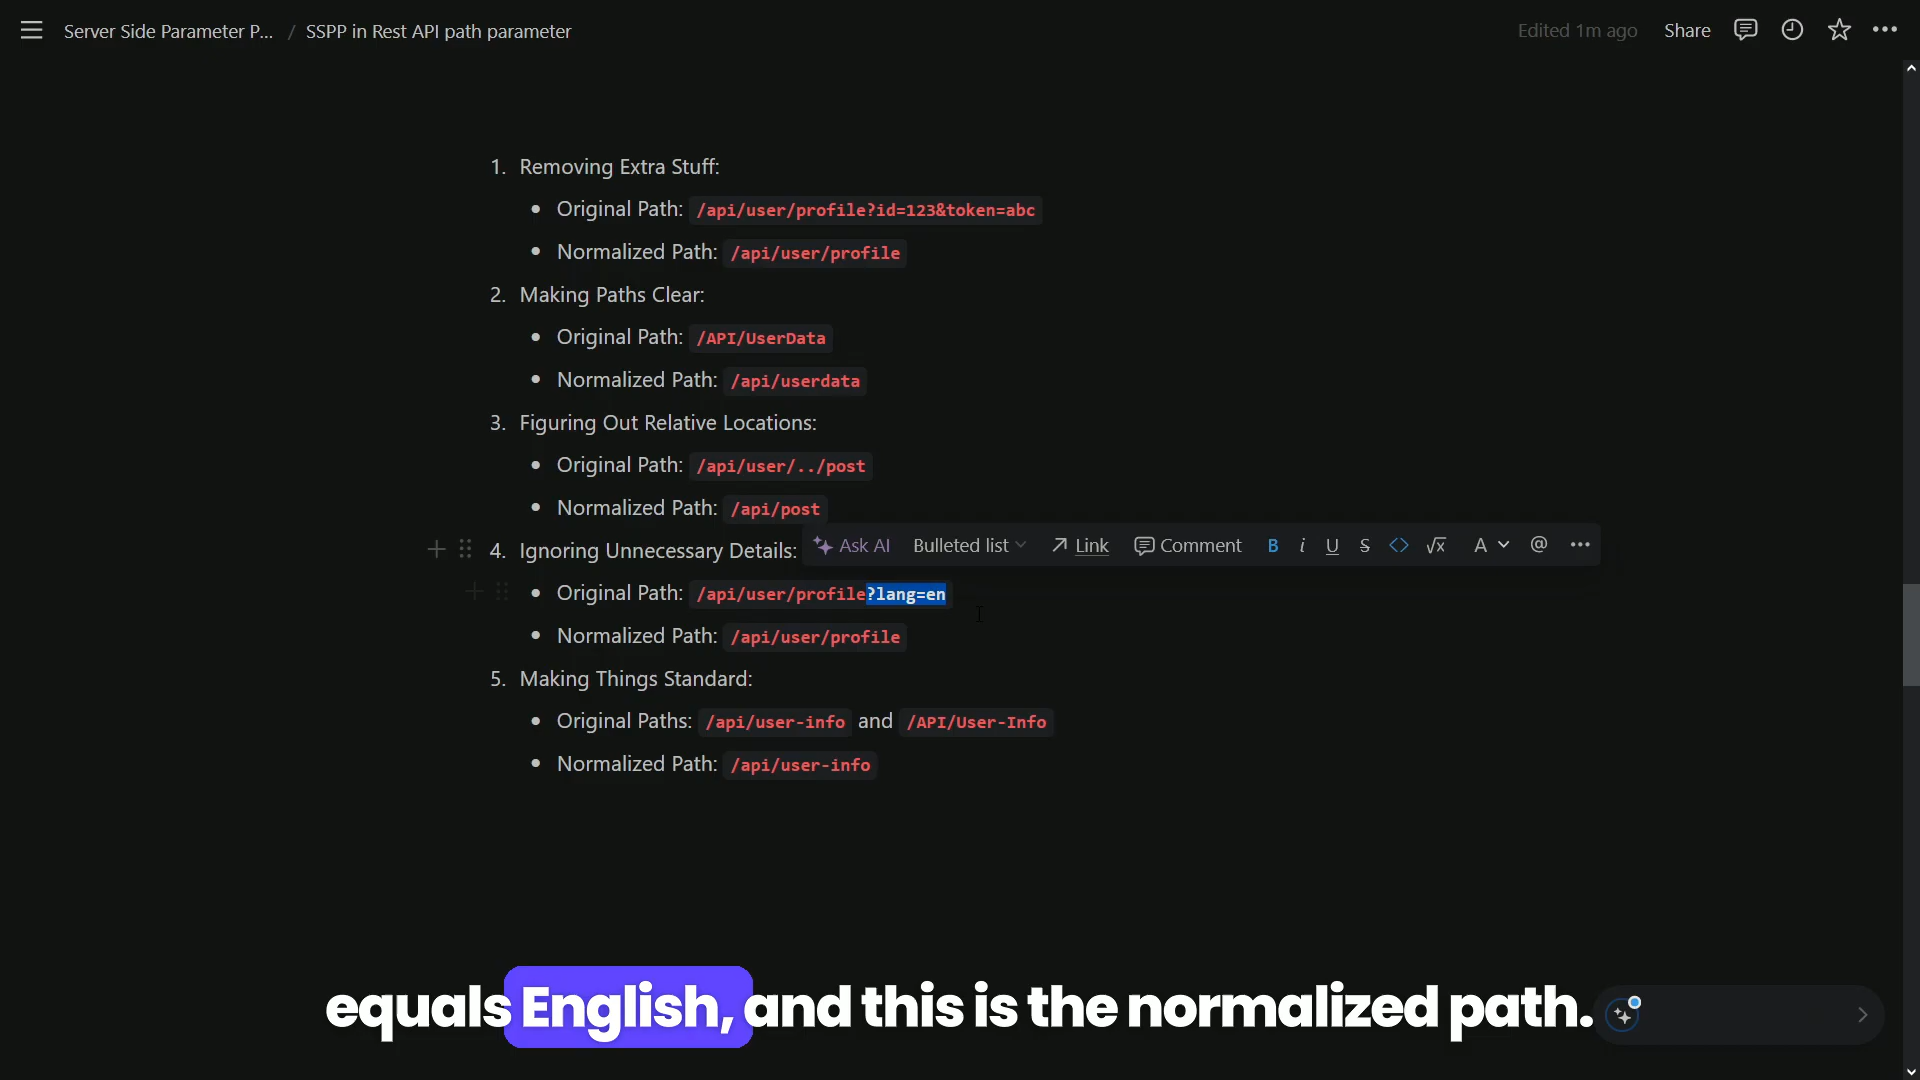 Server Side Parameter P... / SSPP in Rest API path parameter
Edited 1m ago Share
1. Removing Extra Stuff:
• Original Path: /api/user/profile?id=123&token=abc
• Normalized Path: /api/user/profile
2. Making Paths Clear:
• Original Path: /API/UserData
• Normalized Path: /api/userdata
3. Figuring Out Relative Locations:
• Original Path: /api/user/../post
• Normalized Path: /api/post
4. Ignoring Unnecessary Details:
Ask AI Bulleted list Link Comment B i U S <> √x A @ •••
• Original Path: /api/user/profile?lang=en
• Normalized Path: /api/user/profile
5. Making Things Standard:
• Original Paths: /api/user-info and /API/User-Info
• Normalized Path: /api/user-info
equals English, and this is the normalized path.